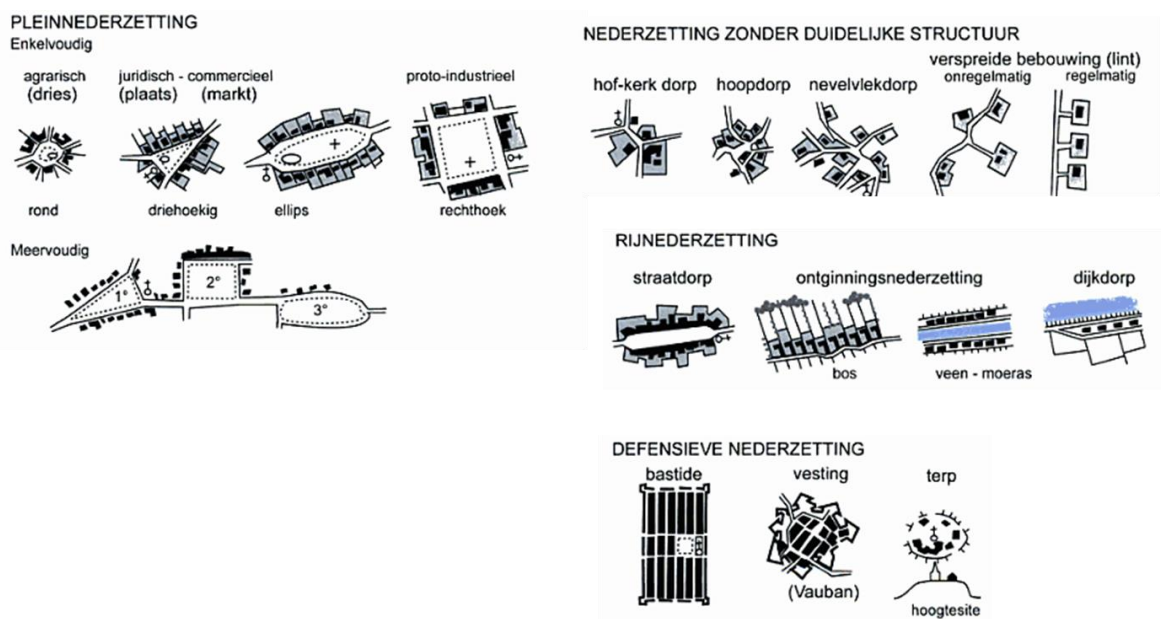 PLEINNEDERZETTING
Enkelvoudig
agrarisch
(dries)
juridisch - commercieel
(plaats) (markt)
proto-industrieel
rond
driehoekig
ellips
rechthoek
Meervoudig
1°
2°
3°
NEDERZETTING ZONDER DUIDELIJKE STRUCTUUR
verspreide bebouwing (lint)
hof-kerk dorp
hoopdorp
nevelvlekdorp
onregelmatig
regelmatig
RIJNEDERZETTING
straatdorp
ontginningsnederzetting
dijkdorp
bos
veen - moeras
DEFENSIEVE NEDERZETTING
bastide
vesting
terp
(Vauban)
hoogtesite